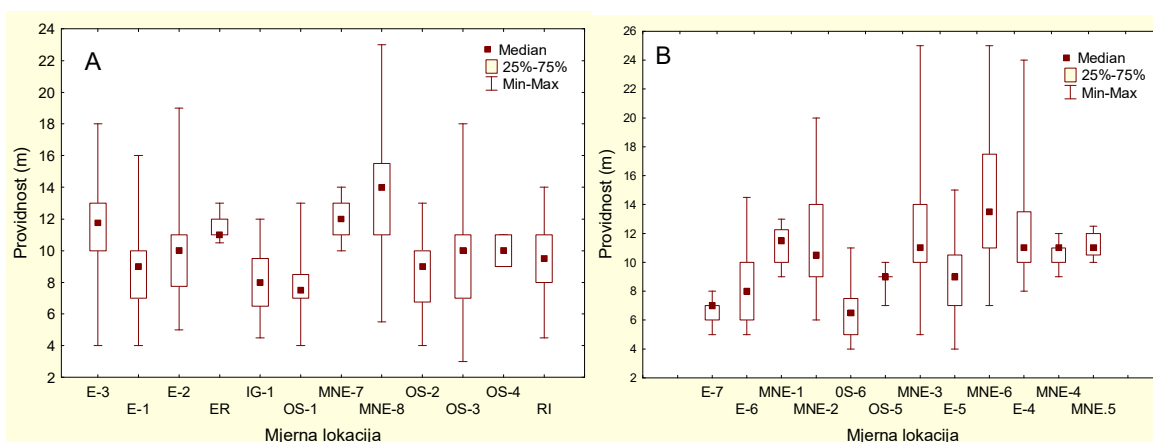 A
Median
25%-75%
Min-Max
24
22
20
18
16
14
12
10
8
6
4
2
Providnost (m)
E-3 E-2 IG-1 MNE-7 OS-2 OS-4
E-1 ER OS-1 MNE-8 OS-3 RI
Mjerna lokacija
B
Median
25%-75%
Min-Max
26
24
22
20
18
16
14
12
10
8
6
4
2
Providnost (m)
E-7 MNE-1 0S-6 MNE-3 MNE-6 MNE-4
E-6 MNE-2 OS-5 E-5 E-4 MNE.5
Mjerna lokacija